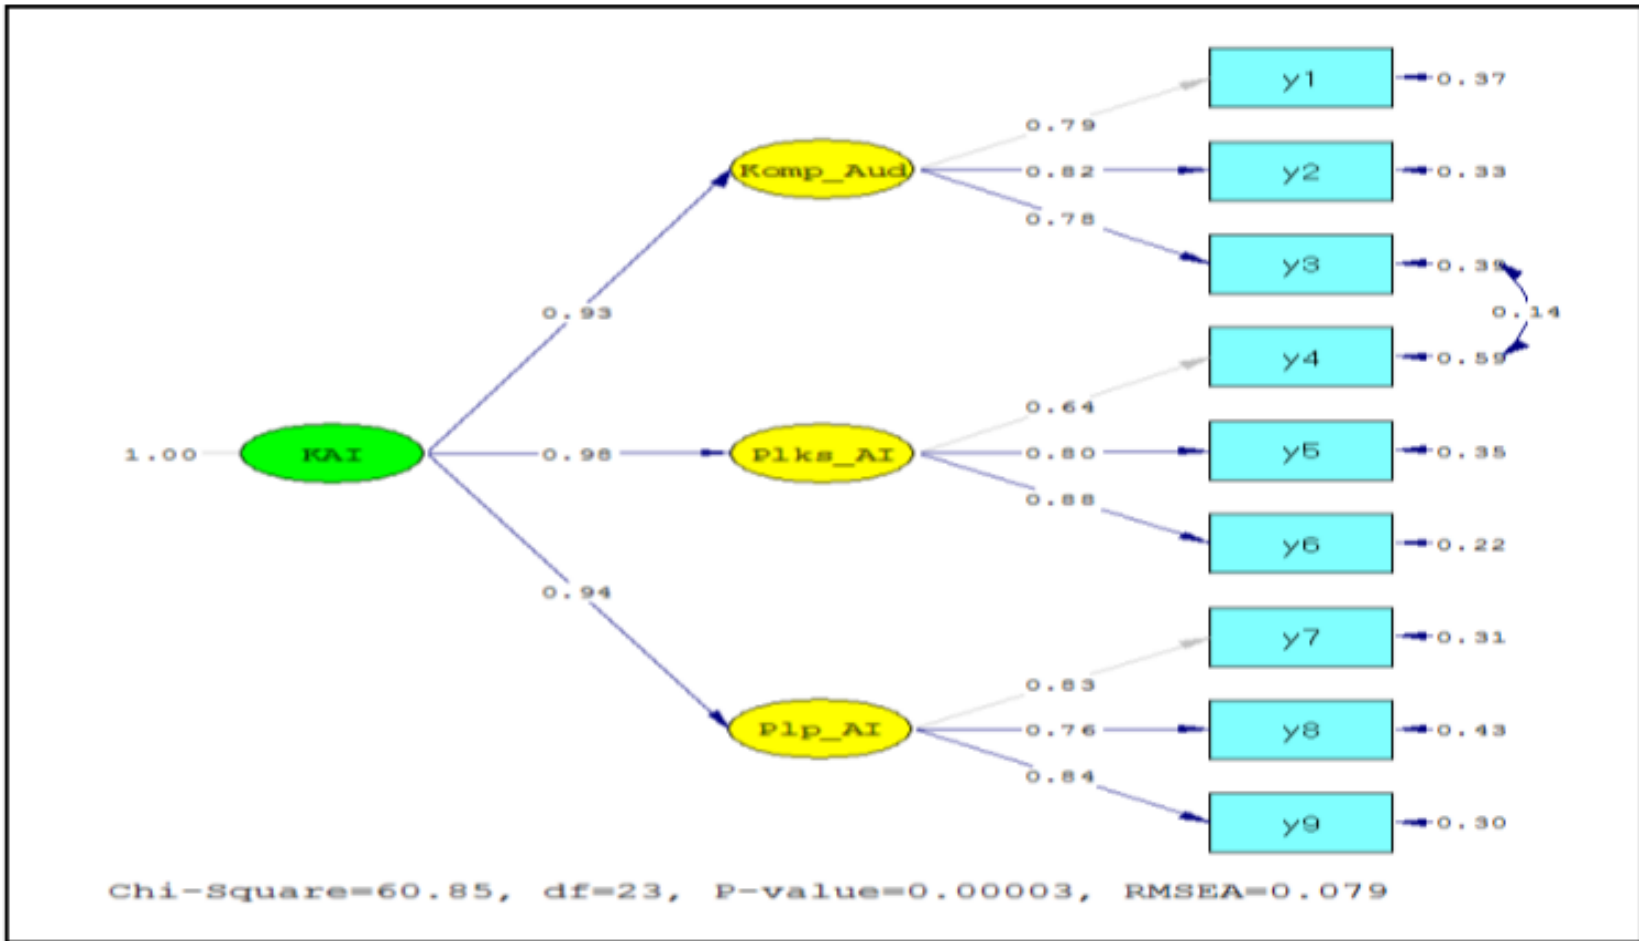 y1
0.37
0.79
Komp_Aud
0.82
y2
0.33
0.78
y3
0.39
0.93
0.14
0.64
y4
0.59
1.00
KAI
0.98
Plks_AI
0.80
y5
0.35
0.88
y6
0.22
0.94
0.83
y7
0.31
Plp_AI
0.76
y8
0.43
0.84
y9
0.30
Chi-Square=60.85, df=23, P-value=0.00003, RMSEA=0.079